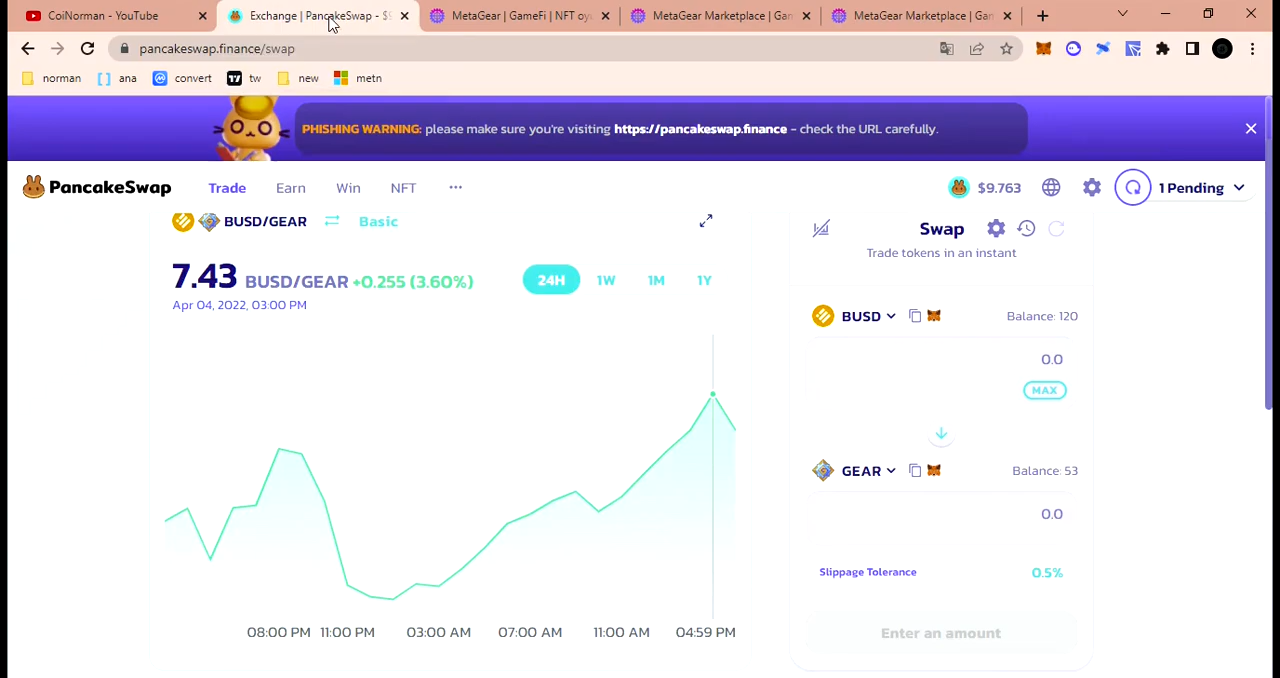 CoiNorman - YouTube
Exchange | PancakeSwap - $9
MetaGear | GameFi | NFT oyu
MetaGear Marketplace | Gam
MetaGear Marketplace | Gam
pancakeswap.finance/swap
norman
ana
convert
tw
new
metn
PHISHING WARNING: please make sure you're visiting https://pancakeswap.finance - check the URL carefully.
PancakeSwap
Trade
Earn
Win
NFT
$9.763
1 Pending
BUSD/GEAR
Basic
7.43 BUSD/GEAR +0.255 (3.60%)
24H
1W
1M
1Y
Apr 04, 2022, 03:00 PM
08:00 PM
11:00 PM
03:00 AM
07:00 AM
11:00 AM
04:59 PM
Swap
Trade tokens in an instant
BUSD
Balance: 120
0.0
MAX
GEAR
Balance: 53
0.0
Slippage Tolerance
0.5%
Enter an amount